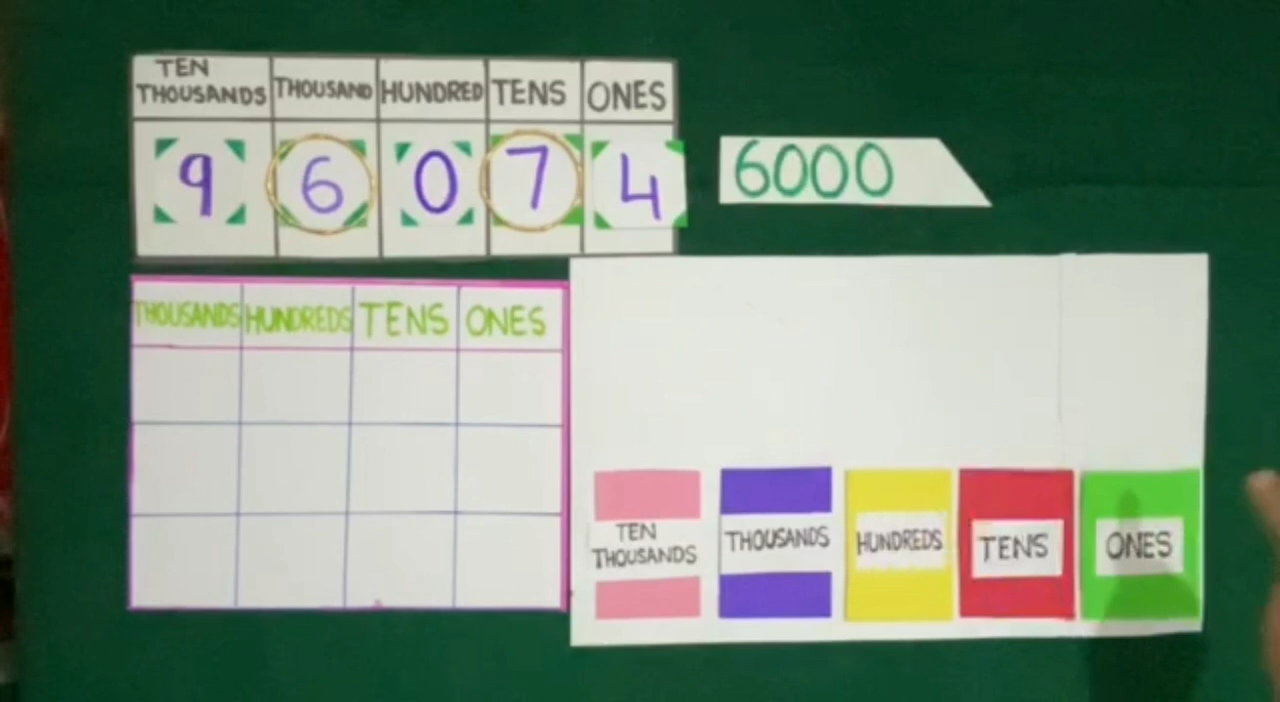 TEN THOUSANDS THOUSAND HUNDRED TENS ONES
9 6 0 7 4
6000
THOUSANDS HUNDREDS TENS ONES
TEN THOUSANDS THOUSANDS HUNDREDS TENS ONES